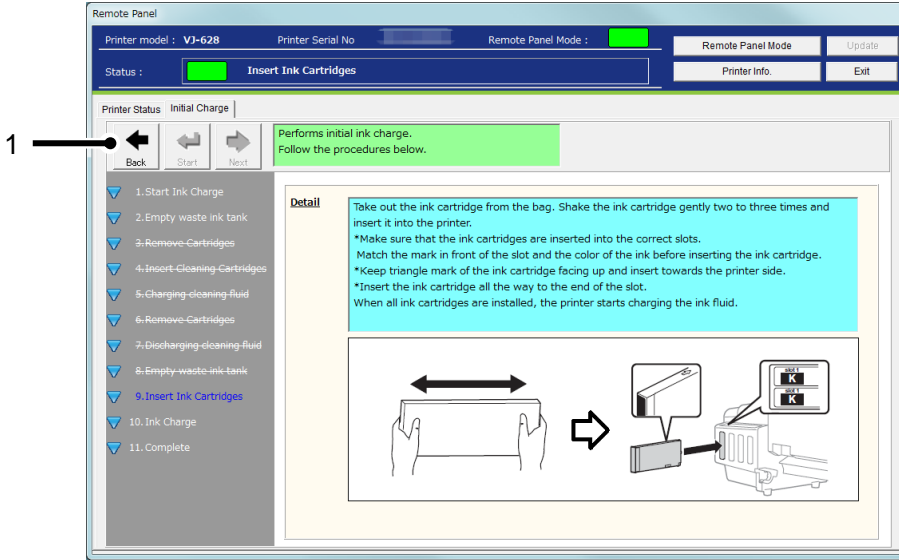 Remote Panel
Printer model : VJ-628 Printer Serial No Remote Panel Mode : Remote Panel Mode Update
Status : Insert Ink Cartridges Printer Info. Exit
Printer Status Initial Charge
1
Back Start Next
Performs initial ink charge.
Follow the procedures below.
1.Start Ink Charge
2.Empty waste ink tank
3.Remove Cartridges
4.Insert Cleaning Cartridges
5.Charging cleaning fluid
6.Remove Cartridges
7.Discharging cleaning fluid
8.Empty waste ink tank
9.Insert Ink Cartridges
10.Ink Charge
11.Complete
Detail
Take out the ink cartridge from the bag. Shake the ink cartridge gently two to three times and
insert it into the printer.
*Make sure that the ink cartridges are inserted into the correct slots.
Match the mark in front of the slot and the color of the ink before inserting the ink cartridge.
*Keep triangle mark of the ink cartridge facing up and insert towards the printer side.
*Insert the ink cartridge all the way to the end of the slot.
When all ink cartridges are installed, the printer starts charging the ink fluid.
slot 1
K
slot 1
K